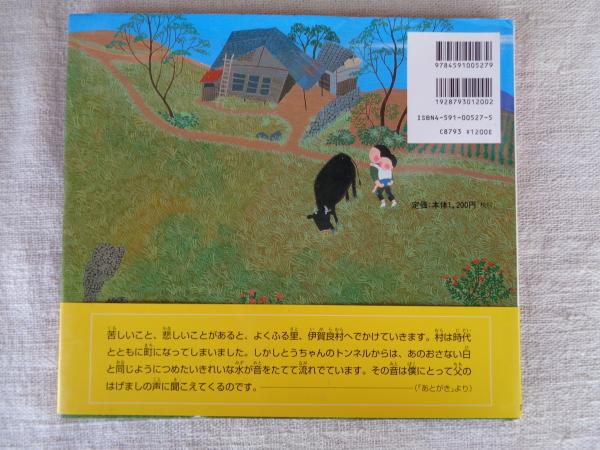 9784591005279
1928793012002
ISBN4-591-00527-5
C8793 ¥1200E
定価:本体1,200円
苦しいこと、悲しいことがあると、よくふる里、伊賀良村へでかけていきます。村は時代
とともに町になってしまいました。しかしとうちゃんのトンネルからは、あのおさない日
と同じようにつめたいきれいな水が音をたてて流れでています。その音は僕にとって父の
はげましの声に聞こえてくるのです。――(「あとがき」より)